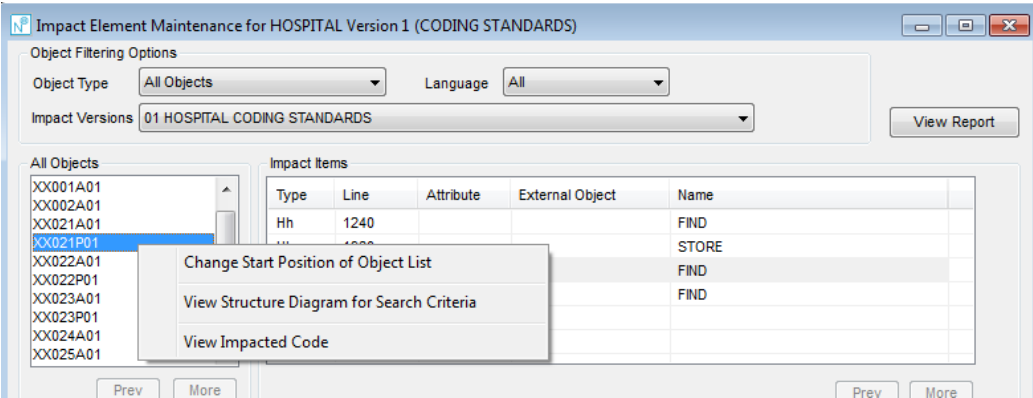 Impact Element Maintenance for HOSPITAL Version 1 (CODING STANDARDS)
Object Filtering Options
Object Type All Objects Language All
Impact Versions 01 HOSPITAL CODING STANDARDS
View Report
All Objects
XX001A01
XX002A01
XX021A01
XX021P01
XX022A01
XX022P01
XX023A01
XX023P01
XX024A01
XX025A01
Prev More
Impact Items
Type Line Attribute External Object Name
Hh 1240 FIND
STORE
FIND
FIND
Change Start Position of Object List
View Structure Diagram for Search Criteria
View Impacted Code
Prev More